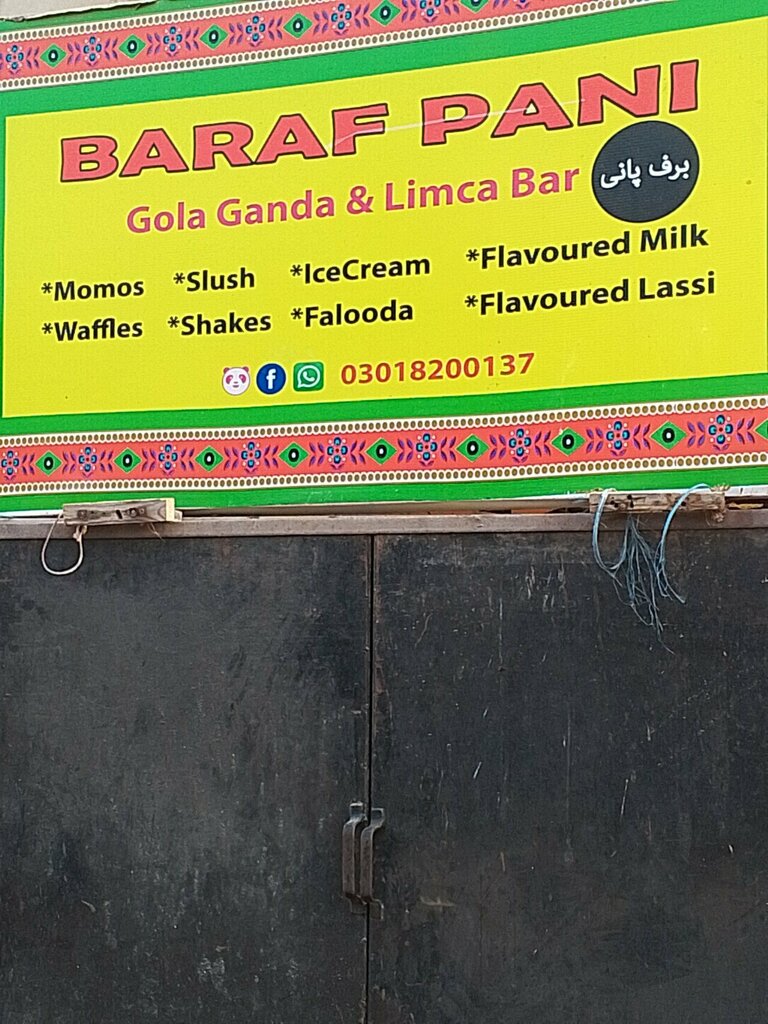 BARAF PANI
برف پانی
Gola Ganda & Limca Bar
*Momos *Slush *IceCream *Flavoured Milk
*Waffles *Shakes *Falooda *Flavoured Lassi
03018200137